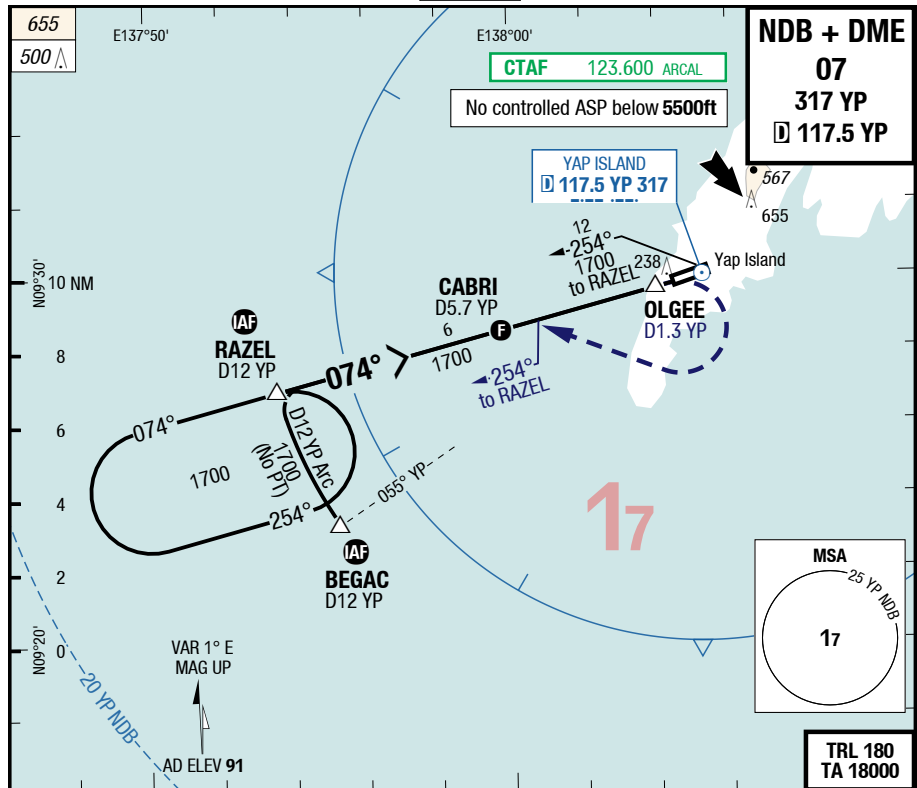 655
500
E137°50'
E138°00'
NDB + DME
07
317 YP
D 117.5 YP
CTAF 123.600 ARCAL
No controlled ASP below 5500ft
YAP ISLAND
D 117.5 YP 317
567
655
12
254°
1700
to RAZEL
238
Yap Island
N09°30'
10 NM
CABRI
D5.7 YP
F
OLGEE
D1.3 YP
IAF
RAZEL
D12 YP
6
1700
074°
254°
to RAZEL
8
6
4
2
0
074°
D12 YP Arc
1700
(No PT)
1700
055° YP
254°
IAF
BEGAC
D12 YP
17
MSA
25 YP NDB
17
N09°20'
VAR 1° E
MAG UP
20 YP NDB
AD ELEV 91
TRL 180
TA 18000